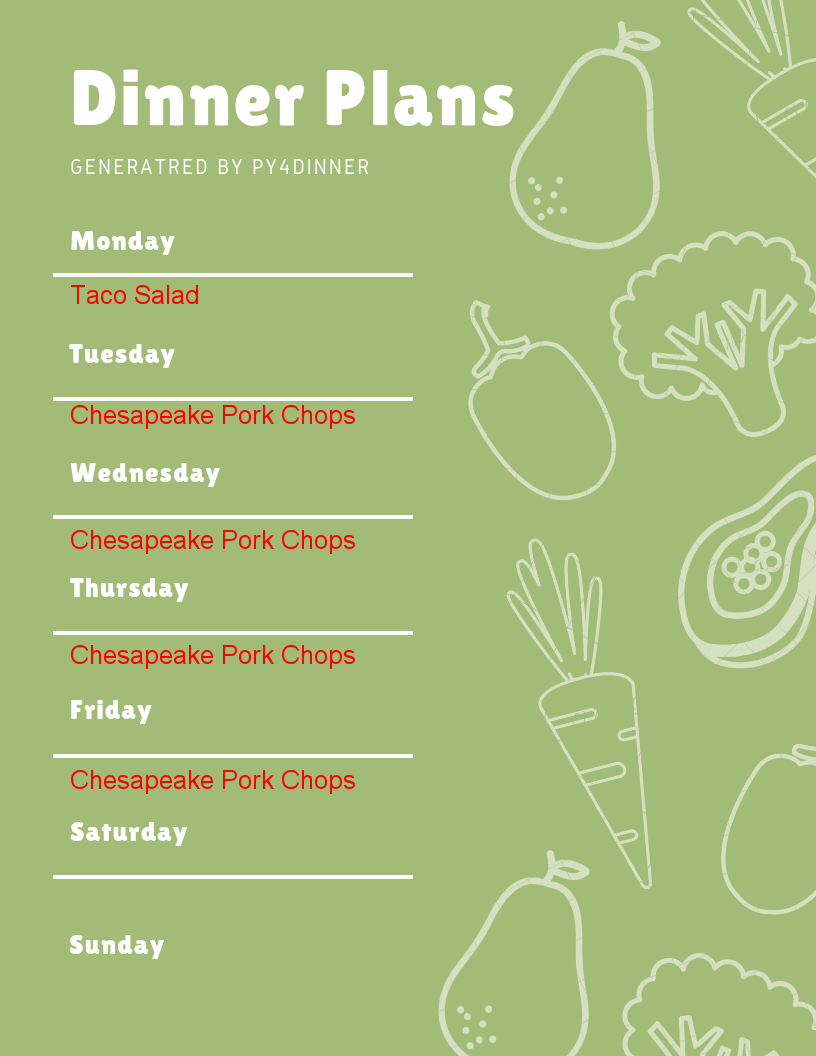 Dinner Plans
GENERATRED BY PY4DINNER
Monday
Taco Salad
Tuesday
Chesapeake Pork Chops
Wednesday
Chesapeake Pork Chops
Thursday
Chesapeake Pork Chops
Friday
Chesapeake Pork Chops
Saturday
Sunday